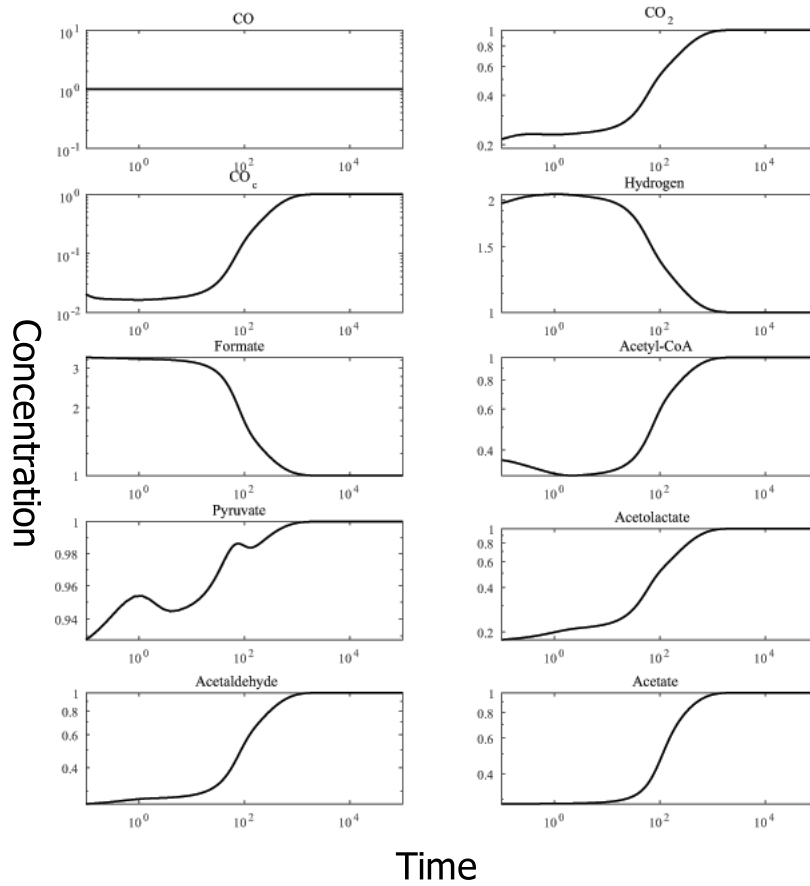 CO
10^1
10^0
10^-1
10^0 10^2 10^4
CO_2
1
0.8
0.6
0.4
0.2
10^0 10^2 10^4
CO_c
10^0
10^-1
10^-2
10^0 10^2 10^4
Hydrogen
2
1.5
1
10^0 10^2 10^4
Formate
3
2
1
10^0 10^2 10^4
Acetyl-CoA
1
0.8
0.6
0.4
10^0 10^2 10^4
Pyruvate
1
0.98
0.96
0.94
10^0 10^2 10^4
Acetolactate
1
0.8
0.6
0.4
0.2
10^0 10^2 10^4
Acetaldehyde
1
0.8
0.6
0.4
10^0 10^2 10^4
Acetate
1
0.8
0.6
0.4
10^0 10^2 10^4
Concentration
Time